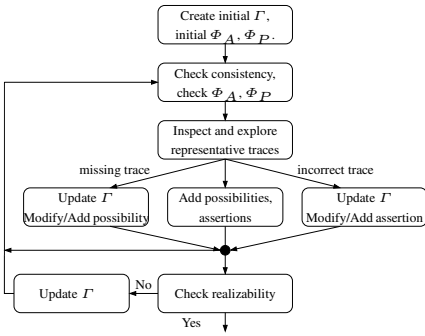 Create initial Γ,
initial Φ_A, Φ_P.
Check consistency,
check Φ_A, Φ_P
Inspect and explore
representative traces
missing trace
incorrect trace
Update Γ
Modify/Add possibility
Add possibilities,
assertions
Update Γ
Modify/Add assertion
Update Γ
No
Check realizability
Yes